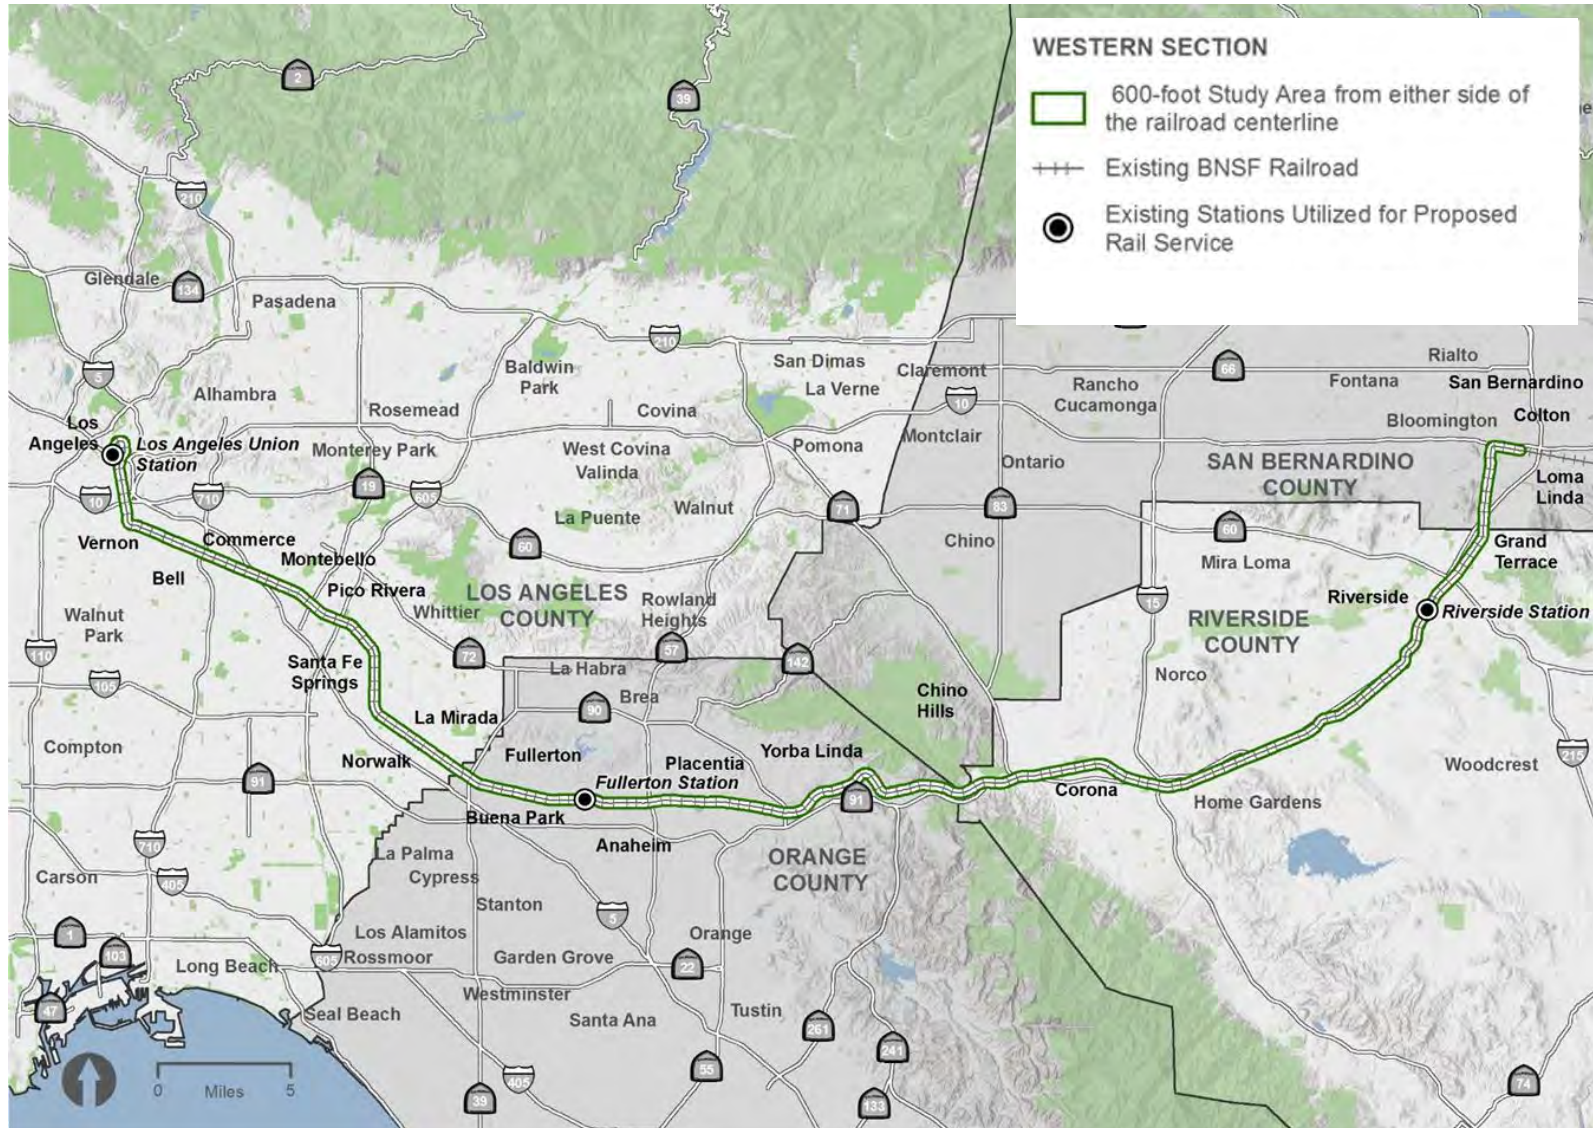 WESTERN SECTION
600-foot Study Area from either side of
the railroad centerline
Existing BNSF Railroad
Existing Stations Utilized for Proposed
Rail Service
2
39
210
Glendale
134
Pasadena
210
5
Baldwin
Park
San Dimas
La Verne
Claremont
66
Rialto
Fontana
San Bernardino
Alhambra
Rosemead
Covina
10
Rancho
Cucamonga
Bloomington
Colton
Los
Angeles
Los Angeles Union
Station
Monterey Park
West Covina
Valinda
Pomona
Montclair
Ontario
SAN BERNARDINO
COUNTY
Loma
Linda
10
710
19
605
La Puente
Walnut
71
83
60
Vernon
Commerce
Montebello
60
Chino
Mira Loma
Grand
Terrace
Bell
Pico Rivera
Whittier
LOS ANGELES
COUNTY
Rowland
Heights
15
Riverside
Riverside Station
RIVERSIDE
COUNTY
Walnut
Park
110
105
Santa Fe
Springs
72
57
La Habra
142
Norco
Chino
Hills
90
Brea
La Mirada
Compton
Norwalk
Fullerton
Placentia
Yorba Linda
Fullerton Station
215
Woodcrest
91
91
Corona
Home Gardens
Buena Park
Anaheim
710
La Palma
Cypress
ORANGE
COUNTY
Carson
405
Stanton
5
1
103
Los Alamitos
Rossmoor
605
Orange
Garden Grove
22
Long Beach
Westminster
47
Seal Beach
Santa Ana
Tustin
261
241
55
405
39
133
74
0 Miles 5